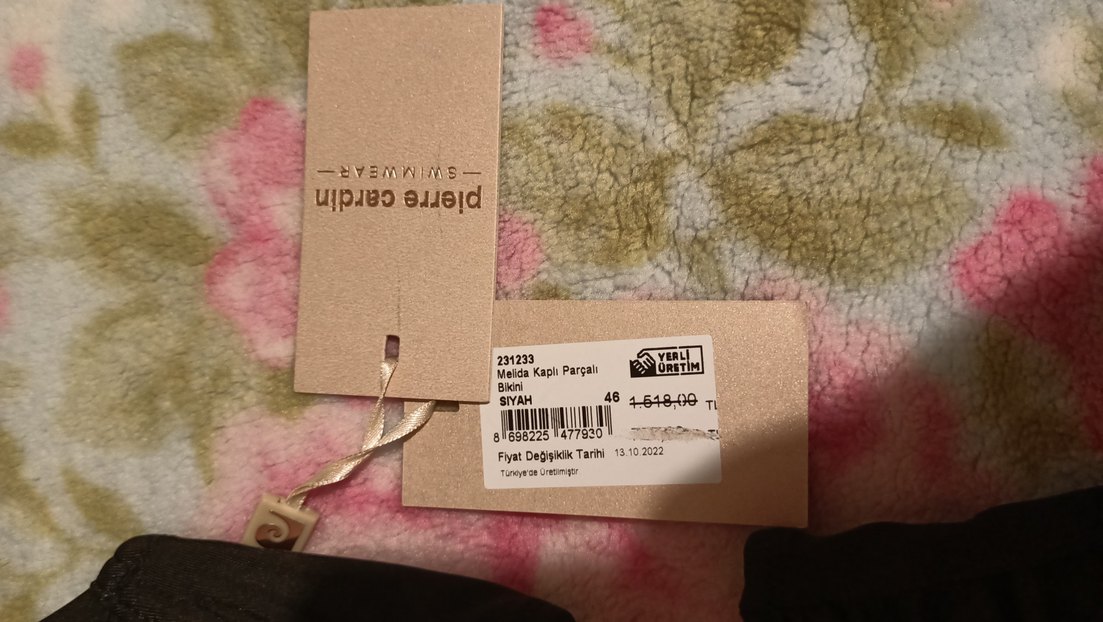 pierre cardin
— SWIMWEAR —
231233
Melida Kaplı Parçalı
Bikini
SIYAH 46
YERLİ
ÜRETİM
1.518,00 TL
TL
8 698225 477930
Fiyat Değişiklik Tarihi 13.10.2022
Türkiye'de Üretilmiştir